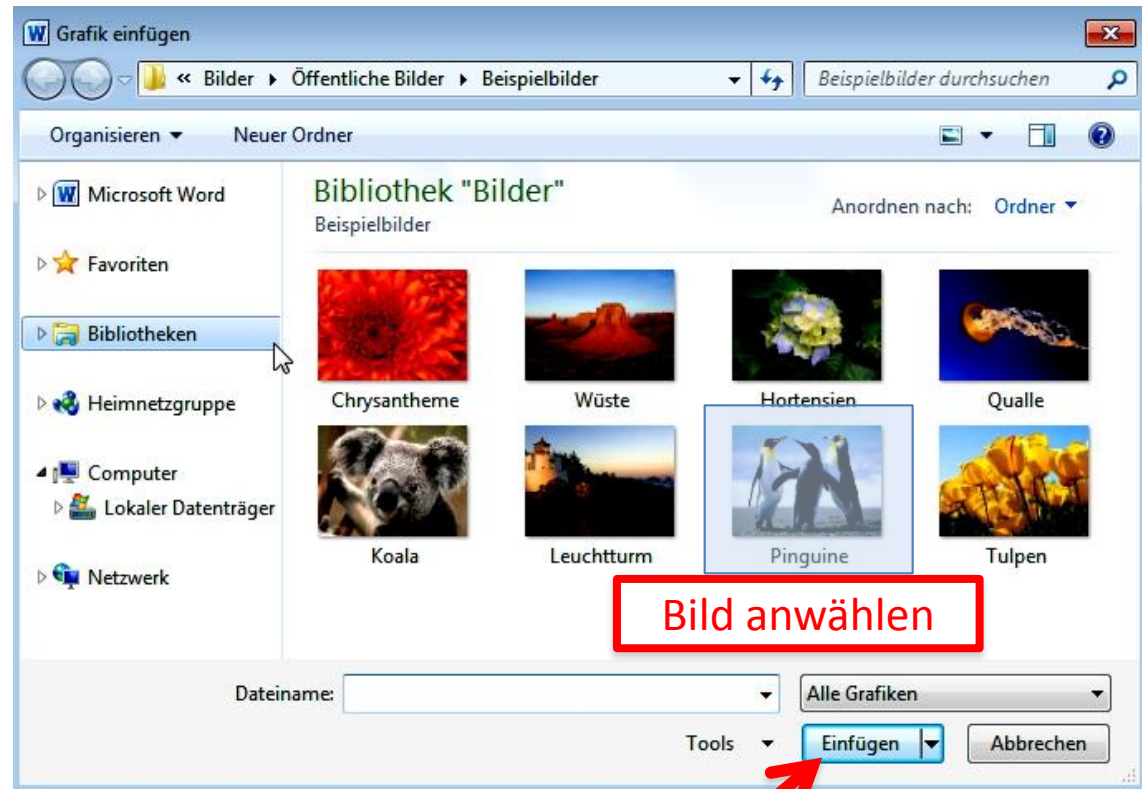 Grafik einfügen
« Bilder Öffentliche Bilder Beispielbilder
Beispielbilder durchsuchen
Organisieren Neuer Ordner
Microsoft Word
Favoriten
Bibliotheken
Heimnetzgruppe
Computer
Lokaler Datenträger
Netzwerk
Bibliothek "Bilder"
Beispielbilder
Anordnen nach: Ordner
Chrysantheme Wüste Hortensien Qualle
Koala Leuchtturm Pinguine Tulpen
Bild anwählen
Dateiname:
Alle Grafiken
Tools Einfügen Abbrechen